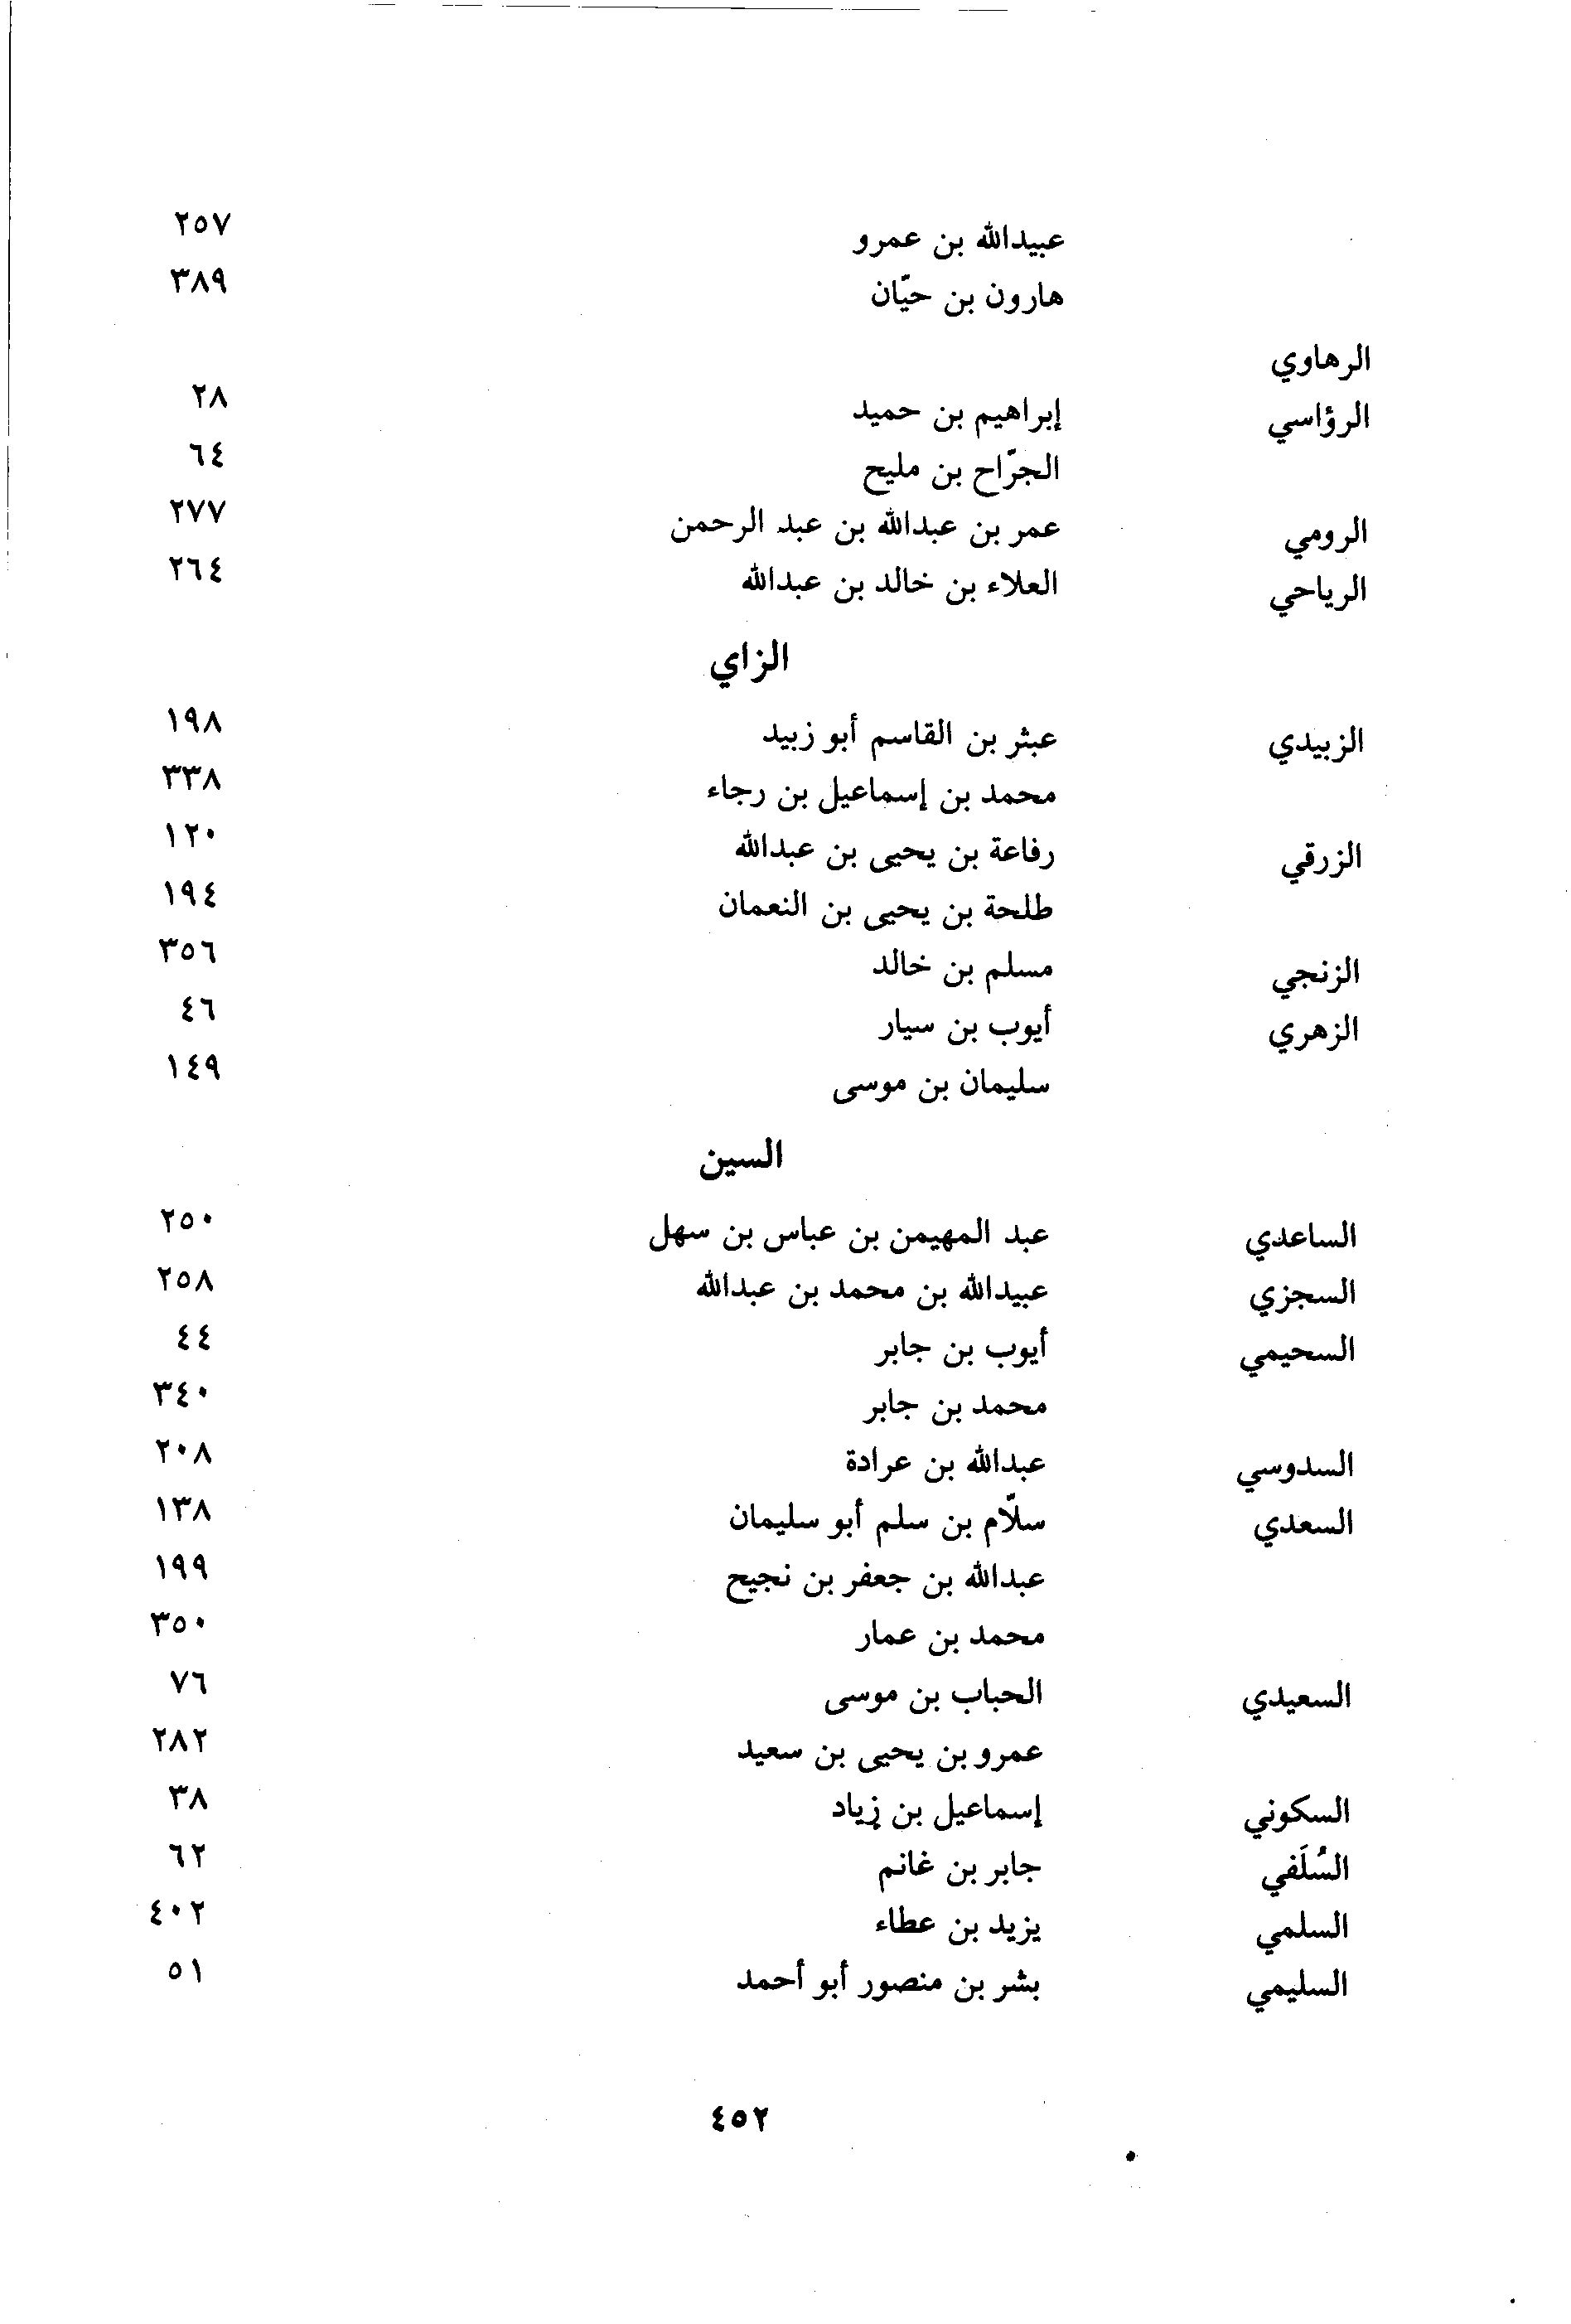 عبيدالله بن عمرو ٢٥٧
هارون بن حيّان ٣٨٩
الرهاوي
الرؤاسي إبراهيم بن حميد ٢٨
الجرّاح بن مليح ٦٤
الرومي عمر بن عبدالله بن عبد الرحمن ٢٧٧
الرياحي العلاء بن خالد بن عبدالله ٢٦٤
الزاي
الزبيدي عبثر بن القاسم أبو زبيد ١٩٨
محمد بن إسماعيل بن رجاء ٣٣٨
الزرقي رفاعة بن يحيى بن عبدالله ١٢٠
طلحة بن يحيى بن النعمان ١٩٤
الزنجي مسلم بن خالد ٣٥٦
الزهري أيوب بن سيار ٤٦
سليمان بن موسى ١٤٩
السين
الساعدي عبد المهيمن بن عباس بن سهل ٢٥٠
السجزي عبيدالله بن محمد بن عبدالله ٢٥٨
السحيمي أيوب بن جابر ٤٤
محمد بن جابر ٣٤٠
السدوسي عبدالله بن عرادة ٢٠٨
السعدي سلّام بن سلم أبو سليمان ١٣٨
عبدالله بن جعفر بن نجيح ١٩٩
محمد بن عمار ٣٥٠
السعيدي الحباب بن موسى ٧٦
عمرو بن يحيى بن سعيد ٢٨٢
السكوني إسماعيل بن زياد ٣٨
السُلَفي جابر بن غانم ٦٢
السلمي يزيد بن عطاء ٤٠٢
السليمي بشر بن منصور أبو أحمد ٥١
٤٥٢